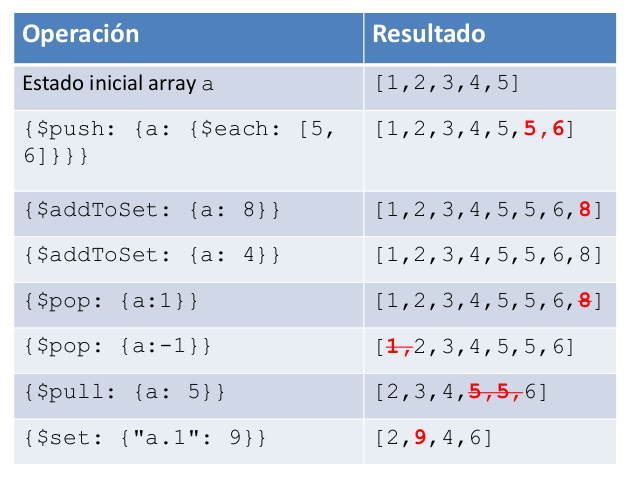 Operación Resultado
Estado inicial array a [1,2,3,4,5]
{$push: {a: {$each: [5, [1,2,3,4,5,5,6]
6]}}}
{$addToSet: {a: 8}} [1,2,3,4,5,5,6,8]
{$addToSet: {a: 4}} [1,2,3,4,5,5,6,8]
{$pop: {a:1}} [1,2,3,4,5,5,6,8]
{$pop: {a:-1}} [1,2,3,4,5,5,6]
{$pull: {a: 5}} [2,3,4,5,5,6]
{$set: {"a.1": 9}} [2,9,4,6]